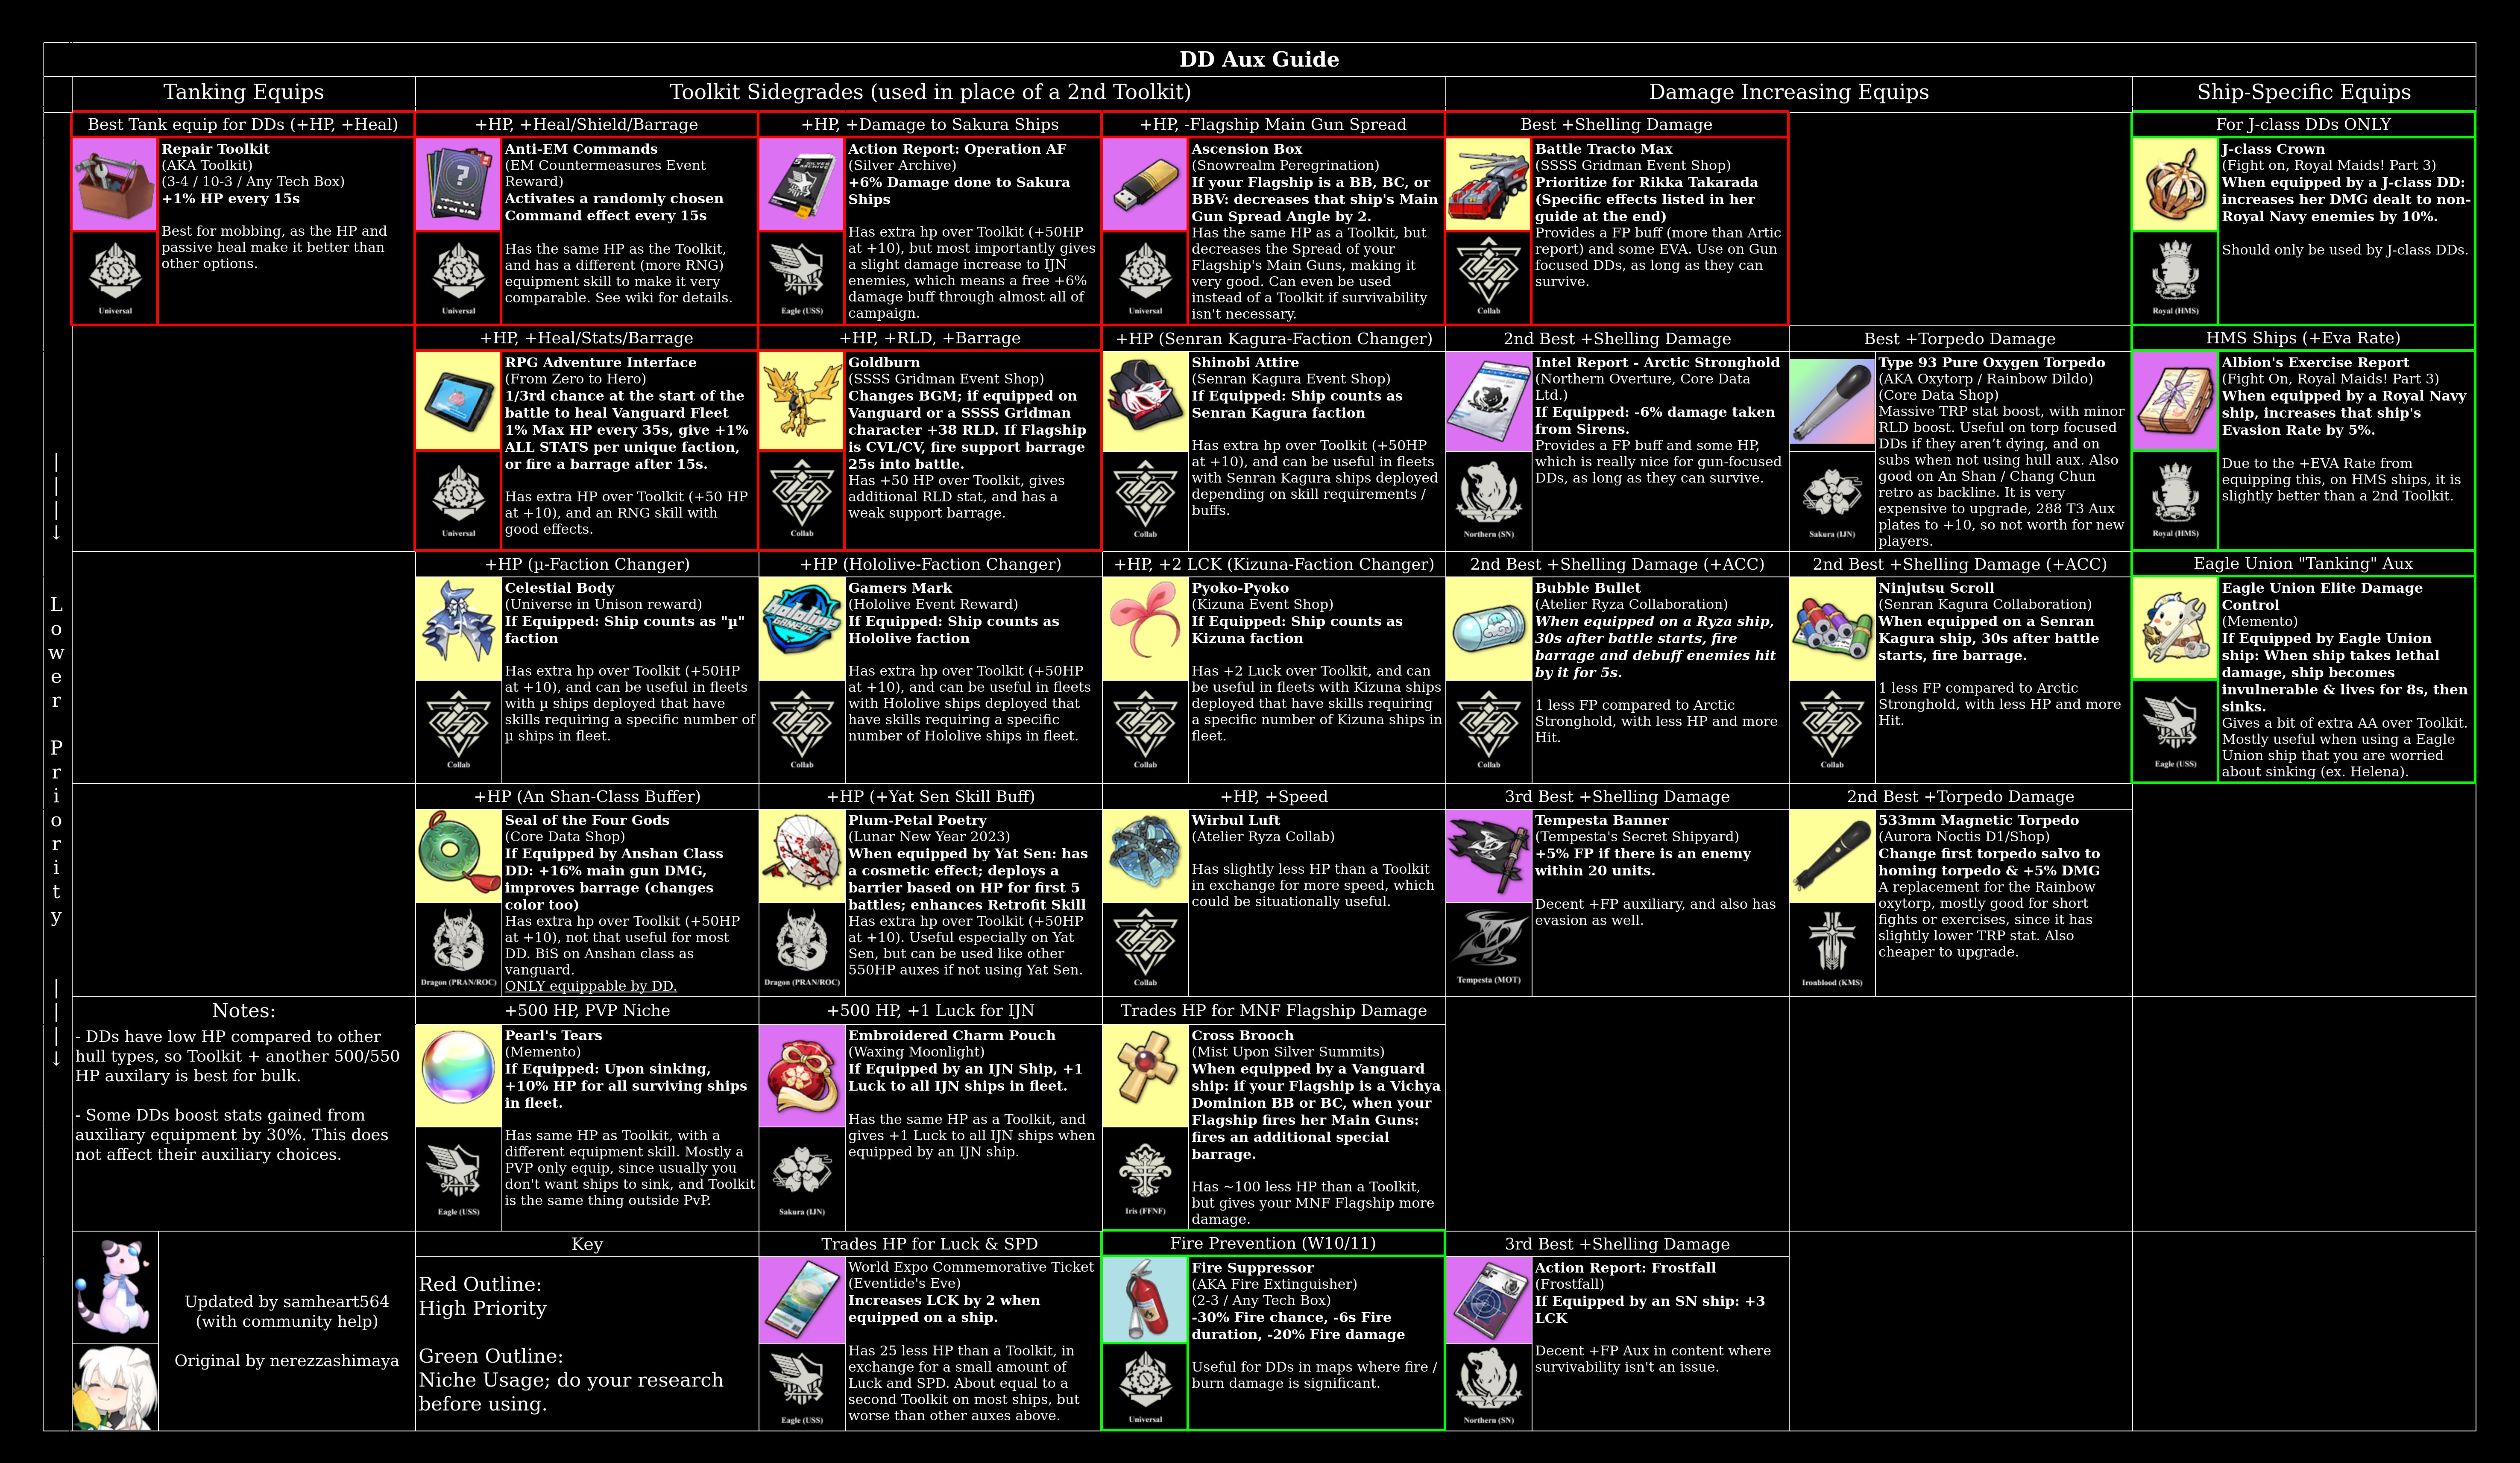 DD Aux Guide
Tanking Equips
Toolkit Sidegrades (used in place of a 2nd Toolkit)
Damage Increasing Equips
Ship-Specific Equips
Best Tank equip for DDs (+HP, +Heal)
Repair Toolkit
(AKA Toolkit)
(3-4 / 10-3 / Any Tech Box)
+1% HP every 15s
Best for mobbing, as the HP and
passive heal make it better than
other options.
Universal
+HP, +Heal/Shield/Barrage
Anti-EM Commands
(EM Countermeasures Event
Reward)
Activates a randomly chosen
Command effect every 15s
Has the same HP as the Toolkit,
and has a different (more RNG)
equipment skill to make it very
comparable. See wiki for details.
Universal
+HP, +Damage to Sakura Ships
Action Report: Operation AF
(Silver Archive)
+6% Damage done to Sakura
Ships
Has extra hp over Toolkit (+50HP
at +10), but most importantly gives
a slight damage increase to IJN
enemies, which means a free +6%
damage buff through almost all of
campaign.
Eagle (USS)
+HP, -Flagship Main Gun Spread
Ascension Box
(Snowrealm Peregrination)
If your Flagship is a BB, BC, or
BBV: decreases that ship's Main
Gun Spread Angle by 2.
Has the same HP as a Toolkit, but
decreases the Spread of your
Flagship's Main Guns, making it
very good. Can even be used
instead of a Toolkit if survivability
isn't necessary.
Universal
Best +Shelling Damage
Battle Tracto Max
(SSSS Gridman Event Shop)
Prioritize for Rikka Takarada
(Specific effects listed in her
guide at the end)
Provides a FP buff (more than Artic
report) and some EVA. Use on Gun
focused DDs, as long as they can
survive.
Collab
For J-class DDs ONLY
J-class Crown
(Fight on, Royal Maids! Part 3)
When equipped by a J-class DD:
increases her DMG dealt to non-
Royal Navy enemies by 10%.
Should only be used by J-class DDs.
Royal (HMS)
+HP, +Heal/Stats/Barrage
RPG Adventure Interface
(From Zero to Hero)
1/3rd chance at the start of the
battle to heal Vanguard Fleet
1% Max HP every 35s, give +1%
ALL STATS per unique faction,
or fire a barrage after 15s.
Has extra HP over Toolkit (+50 HP
at +10), and an RNG skill with
good effects.
Universal
+HP, +RLD, +Barrage
Goldburn
(SSSS Gridman Event Shop)
Changes BGM; if equipped on
Vanguard or a SSSS Gridman
character +38 RLD. If Flagship
is CVL/CV, fire support barrage
25s into battle.
Has +50 HP over Toolkit, gives
additional RLD stat, and has a
weak support barrage.
Collab
+HP (Senran Kagura-Faction Changer)
Shinobi Attire
(Senran Kagura Event Shop)
If Equipped: Ship counts as
Senran Kagura faction
Has extra hp over Toolkit (+50HP
at +10), and can be useful in fleets
with Senran Kagura ships deployed
depending on skill requirements /
buffs.
Collab
2nd Best +Shelling Damage
Intel Report - Arctic Stronghold
(Northern Overture, Core Data
Ltd.)
If Equipped: -6% damage taken
from Sirens.
Provides a FP buff and some HP,
which is really nice for gun-focused
DDs, as long as they can survive.
Northern (SN)
Best +Torpedo Damage
Type 93 Pure Oxygen Torpedo
(AKA Oxytorp / Rainbow Dildo)
(Core Data Shop)
Massive TRP stat boost, with minor
RLD boost. Useful on torp focused
DDs if they aren’t dying, and on
subs when not using hull aux. Also
good on An Shan / Chang Chun
retro as backline. It is very
expensive to upgrade, 288 T3 Aux
plates to +10, so not worth for new
players.
Sakura (IJN)
HMS Ships (+Eva Rate)
Albion's Exercise Report
(Fight On, Royal Maids! Part 3)
When equipped by a Royal Navy
ship, increases that ship's
Evasion Rate by 5%.
Due to the +EVA Rate from
equipping this, on HMS ships, it is
slightly better than a 2nd Toolkit.
Royal (HMS)
Lower Priority
+HP (µ-Faction Changer)
Celestial Body
(Universe in Unison reward)
If Equipped: Ship counts as "µ"
faction
Has extra hp over Toolkit (+50HP
at +10), and can be useful in fleets
with µ ships deployed that have
skills requiring a specific number of
µ ships in fleet.
Collab
+HP (Hololive-Faction Changer)
hololive
GAMERS
Gamers Mark
(Hololive Event Reward)
If Equipped: Ship counts as
Hololive faction
Has extra hp over Toolkit (+50HP
at +10), and can be useful in fleets
with Hololive ships deployed that
have skills requiring a specific
number of Hololive ships in fleet.
Collab
+HP, +2 LCK (Kizuna-Faction Changer)
Pyoko-Pyoko
(Kizuna Event Shop)
If Equipped: Ship counts as
Kizuna faction
Has +2 Luck over Toolkit, and can
be useful in fleets with Kizuna ships
deployed that have skills requiring
a specific number of Kizuna ships in
fleet.
Collab
2nd Best +Shelling Damage (+ACC)
Bubble Bullet
(Atelier Ryza Collaboration)
When equipped on a Ryza ship,
30s after battle starts, fire
barrage and debuff enemies hit
by it for 5s.
1 less FP compared to Arctic
Stronghold, with less HP and more
Hit.
Collab
2nd Best +Shelling Damage (+ACC)
Ninjutsu Scroll
(Senran Kagura Collaboration)
When equipped on a Senran
Kagura ship, 30s after battle
starts, fire barrage.
1 less FP compared to Arctic
Stronghold, with less HP and more
Hit.
Collab
Eagle Union "Tanking" Aux
Eagle Union Elite Damage
Control
(Memento)
If Equipped by Eagle Union
ship: When ship takes lethal
damage, ship becomes
invulnerable & lives for 8s, then
sinks.
Gives a bit of extra AA over Toolkit.
Mostly useful when using a Eagle
Union ship that you are worried
about sinking (ex. Helena).
Eagle (USS)
+HP (An Shan-Class Buffer)
Seal of the Four Gods
(Core Data Shop)
If Equipped by Anshan Class
DD: +16% main gun DMG,
improves barrage (changes
color too)
Has extra hp over Toolkit (+50HP
at +10), not that useful for most
DD. BiS on Anshan class as
vanguard.
ONLY equippable by DD.
Dragon (PRAN/ROC)
+HP (+Yat Sen Skill Buff)
Plum-Petal Poetry
(Lunar New Year 2023)
When equipped by Yat Sen: has
a cosmetic effect; deploys a
barrier based on HP for first 5
battles; enhances Retrofit Skill
Has extra hp over Toolkit (+50HP
at +10). Useful especially on Yat
Sen, but can be used like other
550HP auxes if not using Yat Sen.
Dragon (PRAN/ROC)
+HP, +Speed
Wirbul Luft
(Atelier Ryza Collab)
Has slightly less HP than a Toolkit
in exchange for more speed, which
could be situationally useful.
Collab
3rd Best +Shelling Damage
Tempesta Banner
(Tempesta's Secret Shipyard)
+5% FP if there is an enemy
within 20 units.
Decent +FP auxiliary, and also has
evasion as well.
Tempesta (MOT)
2nd Best +Torpedo Damage
533mm Magnetic Torpedo
(Aurora Noctis D1/Shop)
Change first torpedo salvo to
homing torpedo & +5% DMG
A replacement for the Rainbow
oxytorp, mostly good for short
fights or exercises, since it has
slightly lower TRP stat. Also
cheaper to upgrade.
Ironblood (KMS)
Notes:
- DDs have low HP compared to other
hull types, so Toolkit + another 500/550
HP auxilary is best for bulk.
- Some DDs boost stats gained from
auxiliary equipment by 30%. This does
not affect their auxiliary choices.
+500 HP, PVP Niche
Pearl's Tears
(Memento)
If Equipped: Upon sinking,
+10% HP for all surviving ships
in fleet.
Has same HP as Toolkit, with a
different equipment skill. Mostly a
PVP only equip, since usually you
don't want ships to sink, and Toolkit
is the same thing outside PvP.
Eagle (USS)
+500 HP, +1 Luck for IJN
Embroidered Charm Pouch
(Waxing Moonlight)
If Equipped by an IJN Ship, +1
Luck to all IJN ships in fleet.
Has the same HP as a Toolkit, and
gives +1 Luck to all IJN ships when
equipped by an IJN ship.
Sakura (IJN)
Trades HP for MNF Flagship Damage
Cross Brooch
(Mist Upon Silver Summits)
When equipped by a Vanguard
ship: if your Flagship is a Vichya
Dominion BB or BC, when your
Flagship fires her Main Guns:
fires an additional special
barrage.
Has ~100 less HP than a Toolkit,
but gives your MNF Flagship more
damage.
Iris (FFNF)
Updated by samheart564
(with community help)
Original by nerezzashimaya
Key
Red Outline:
High Priority
Green Outline:
Niche Usage; do your research
before using.
Trades HP for Luck & SPD
World Expo Commemorative Ticket
(Eventide's Eve)
Increases LCK by 2 when
equipped on a ship.
Has 25 less HP than a Toolkit, in
exchange for a small amount of
Luck and SPD. About equal to a
second Toolkit on most ships, but
worse than other auxes above.
Eagle (USS)
Fire Prevention (W10/11)
Fire Suppressor
(AKA Fire Extinguisher)
(2-3 / Any Tech Box)
-30% Fire chance, -6s Fire
duration, -20% Fire damage
Useful for DDs in maps where fire /
burn damage is significant.
Universal
3rd Best +Shelling Damage
Action Report: Frostfall
(Frostfall)
If Equipped by an SN ship: +3
LCK
Decent +FP Aux in content where
survivability isn't an issue.
Northern (SN)